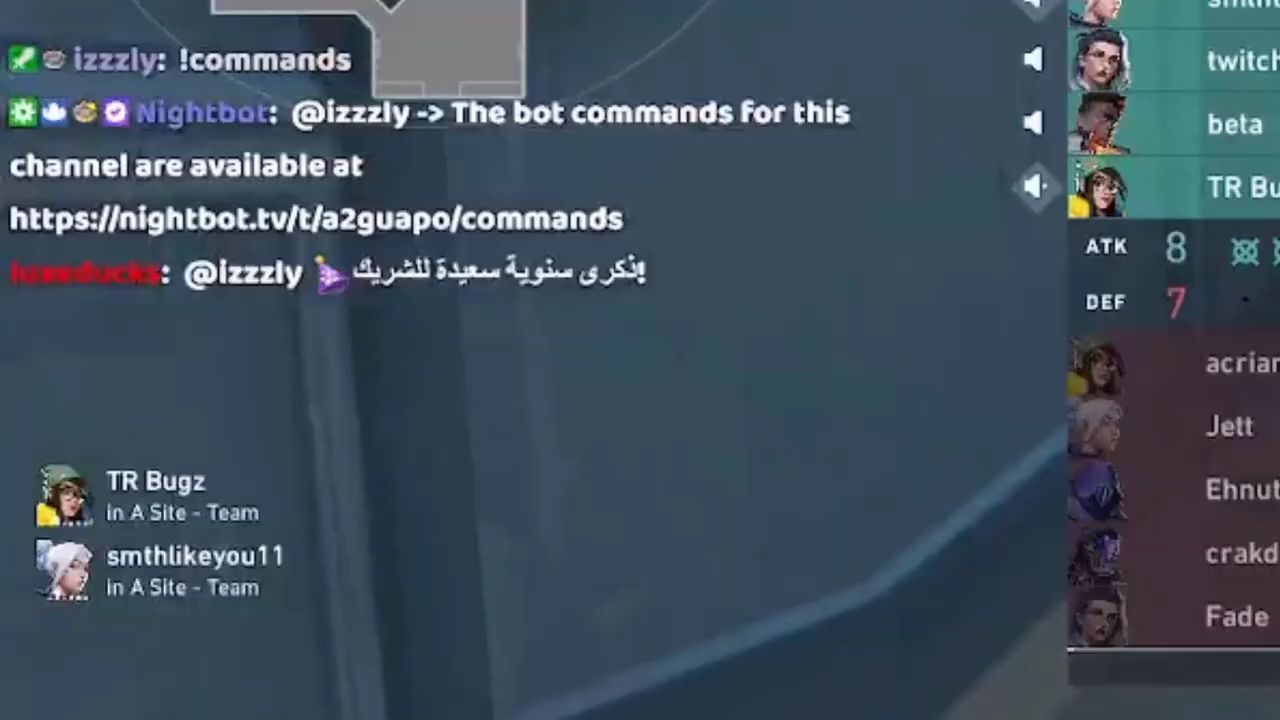 izzzly: !commands
Nightbot: @izzzly -> The bot commands for this
channel are available at
https://nightbot.tv/t/a2guapo/commands
luxeducks: @izzzly ذكرى سنوية سعيدة للشريك!
TR Bugz
in A Site - Team
smthlikeyou11
in A Site - Team
twitch
beta
TR Bu
ATK 8
DEF 7
acrian
Jett
Ehnut
crakd
Fade